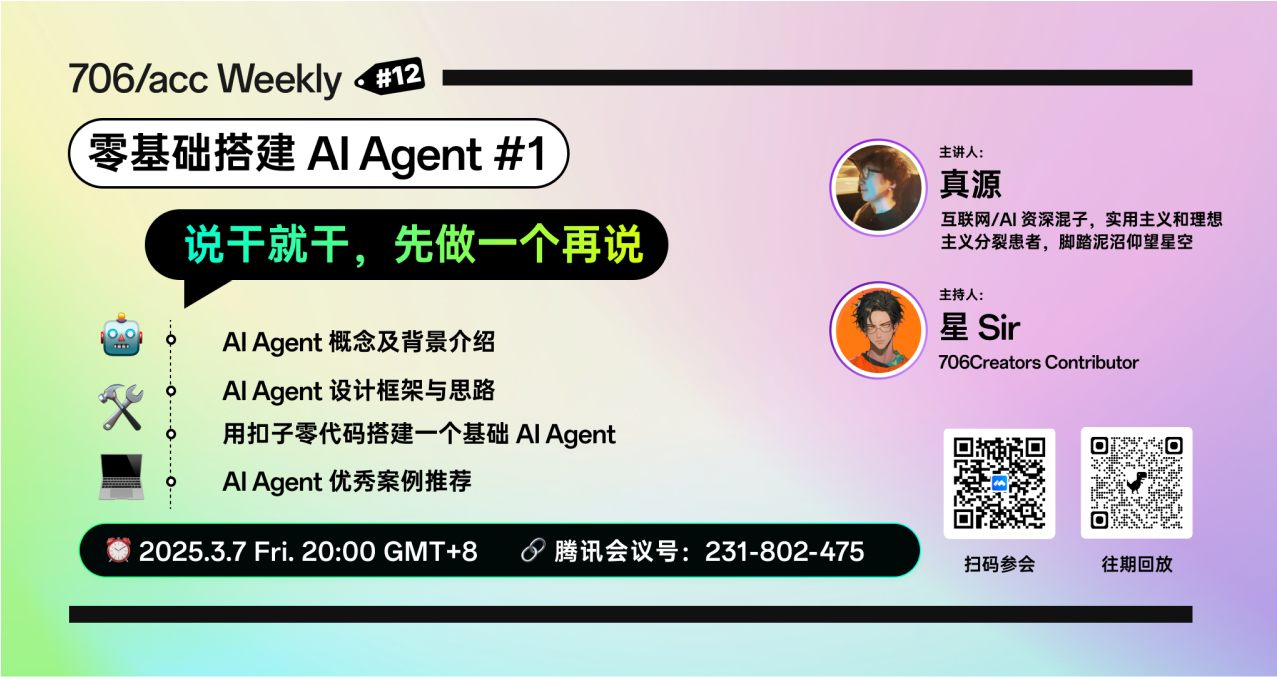 706/acc Weekly #12
零基础搭建 AI Agent #1
说干就干，先做一个再说
AI Agent 概念及背景介绍
AI Agent 设计框架与思路
用扣子零代码搭建一个基础 AI Agent
AI Agent 优秀案例推荐
2025.3.7 Fri. 20:00 GMT+8
腾讯会议号：231-802-475
主讲人：
真源
互联网/AI 资深混子，实用主义和理想
主义分裂患者，脚踏泥沼仰望星空
主持人：
星 Sir
706Creators Contributor
扫码参会
往期回放